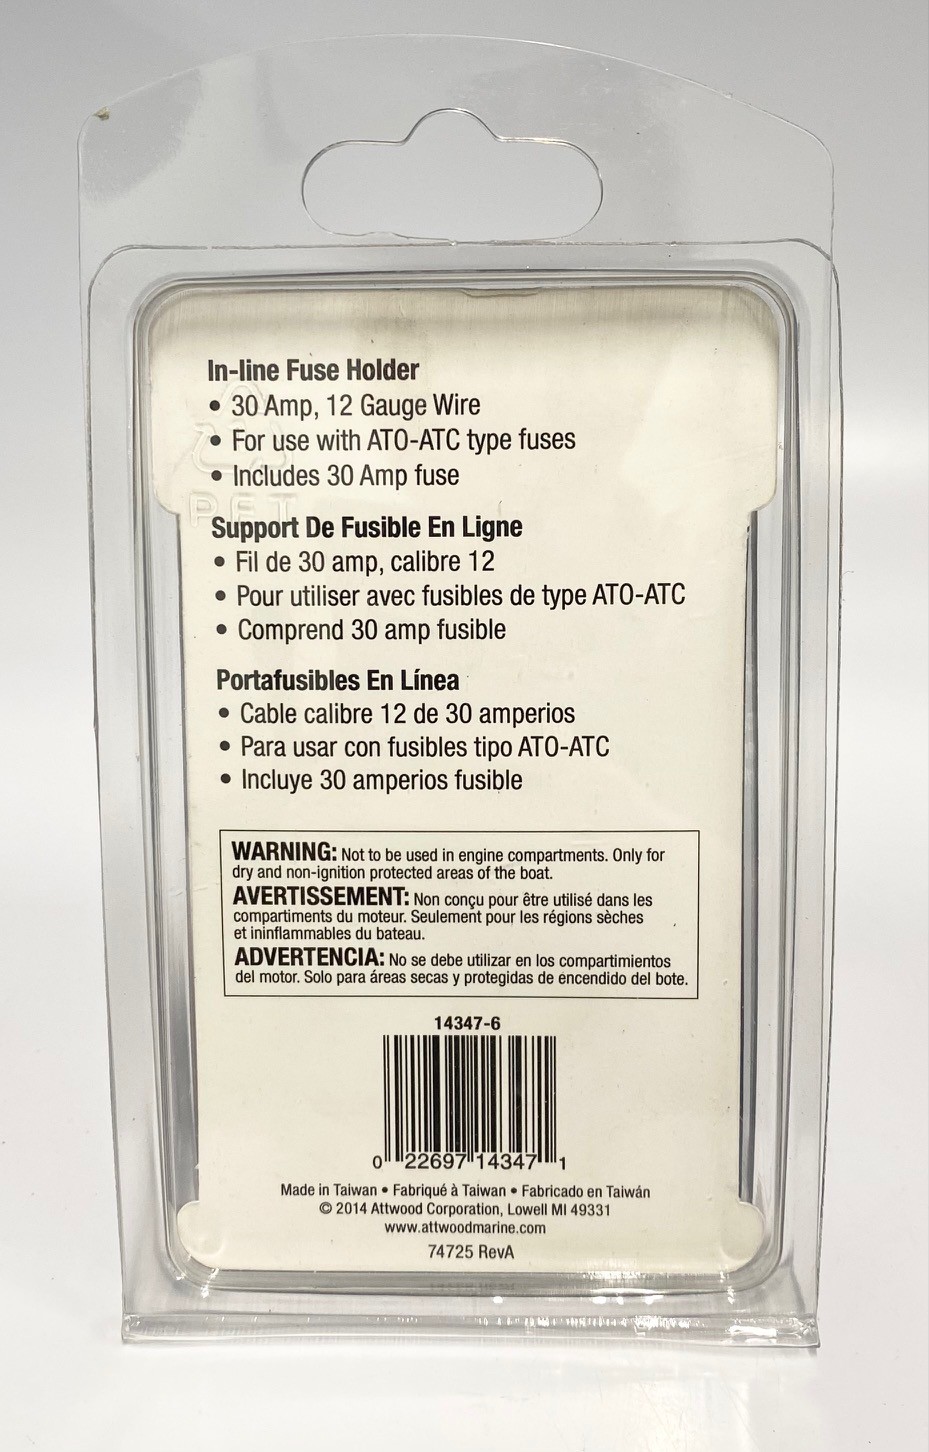 In-line Fuse Holder
• 30 Amp, 12 Gauge Wire
• For use with ATO-ATC type fuses
• Includes 30 Amp fuse
PET
Support De Fusible En Ligne
• Fil de 30 amp, calibre 12
• Pour utiliser avec fusibles de type ATO-ATC
• Comprend 30 amp fusible
Portafusibles En Línea
• Cable calibre 12 de 30 amperios
• Para usar con fusibles tipo ATO-ATC
• Incluye 30 amperios fusible
WARNING: Not to be used in engine compartments. Only for
dry and non-ignition protected areas of the boat.
AVERTISSEMENT: Non conçu pour être utilisé dans les
compartiments du moteur. Seulement pour les régions sèches
et ininflammables du bateau.
ADVERTENCIA: No se debe utilizar en los compartimientos
del motor. Solo para áreas secas y protegidas de encendido del bote.
14347-6
0 22697 14347 1
Made in Taiwan • Fabriqué à Taiwan • Fabricado en Taiwán
© 2014 Attwood Corporation, Lowell MI 49331
www.attwoodmarine.com
74725 RevA